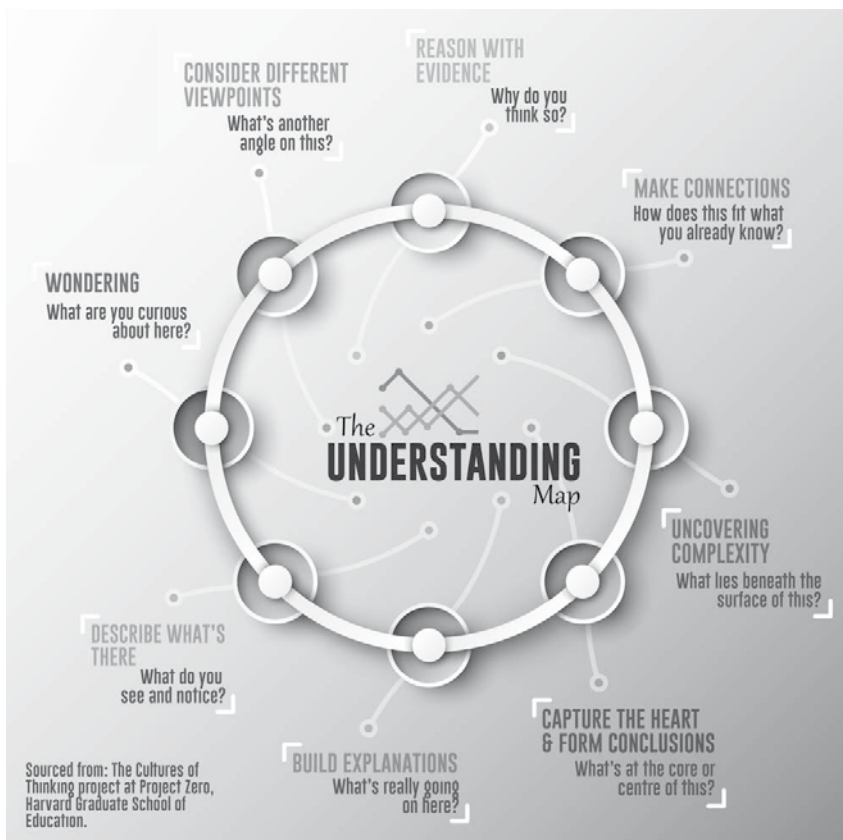 REASON WITH
EVIDENCE
Why do you
think so?
CONSIDER DIFFERENT
VIEWPOINTS
What's another
angle on this?
MAKE CONNECTIONS
How does this fit what
you already know?
WONDERING
What are you curious
about here?
The
UNDERSTANDING
Map
UNCOVERING
COMPLEXITY
What lies beneath the
surface of this?
DESCRIBE WHAT'S
THERE
What do you
see and notice?
CAPTURE THE HEART
& FORM CONCLUSIONS
What's at the core or
centre of this?
BUILD EXPLANATIONS
What's really going
on here?
Sourced from: The Cultures of
Thinking project at Project Zero,
Harvard Graduate School of
Education.